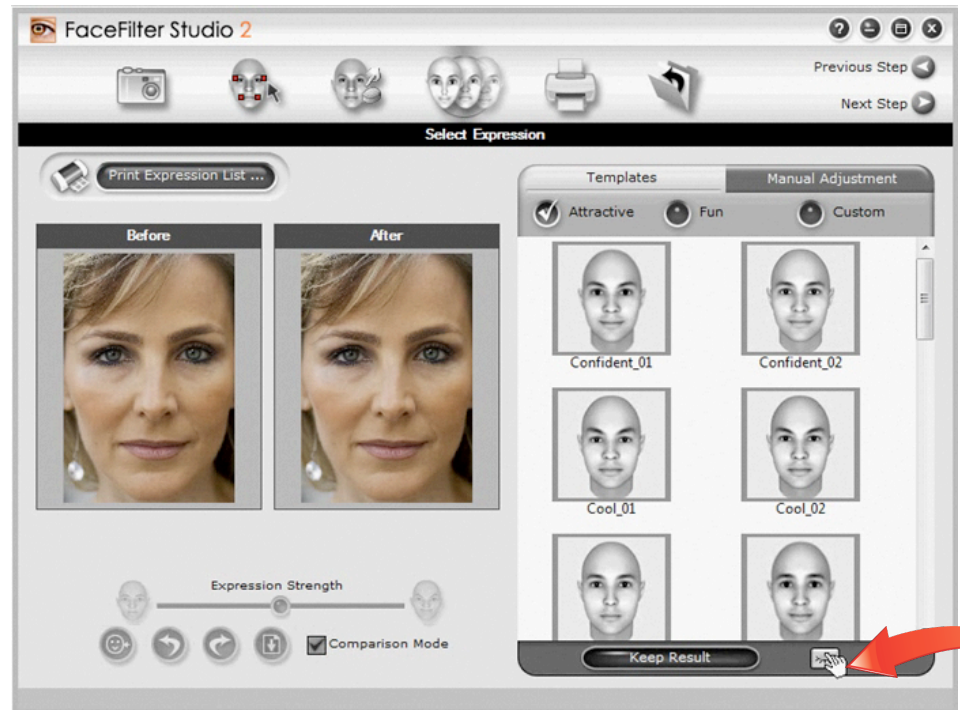 FaceFilter Studio 2
Previous Step
Next Step
Select Expression
Print Expression List ...
Before
After
Expression Strength
Comparison Mode
Templates
Manual Adjustment
Attractive
Fun
Custom
Confident_01
Confident_02
Cool_01
Cool_02
Keep Result